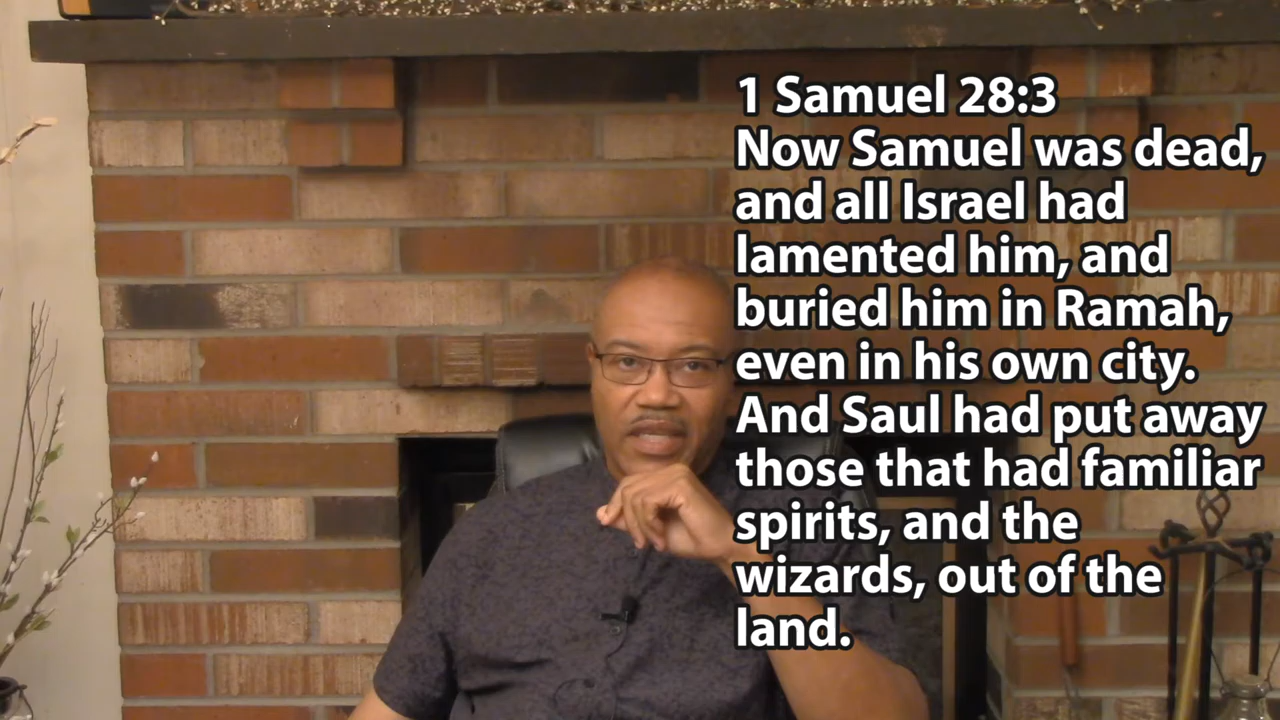 1 Samuel 28:3
Now Samuel was dead,
and all Israel had
lamented him, and
buried him in Ramah,
even in his own city.
And Saul had put away
those that had familiar
spirits, and the
wizards, out of the
land.